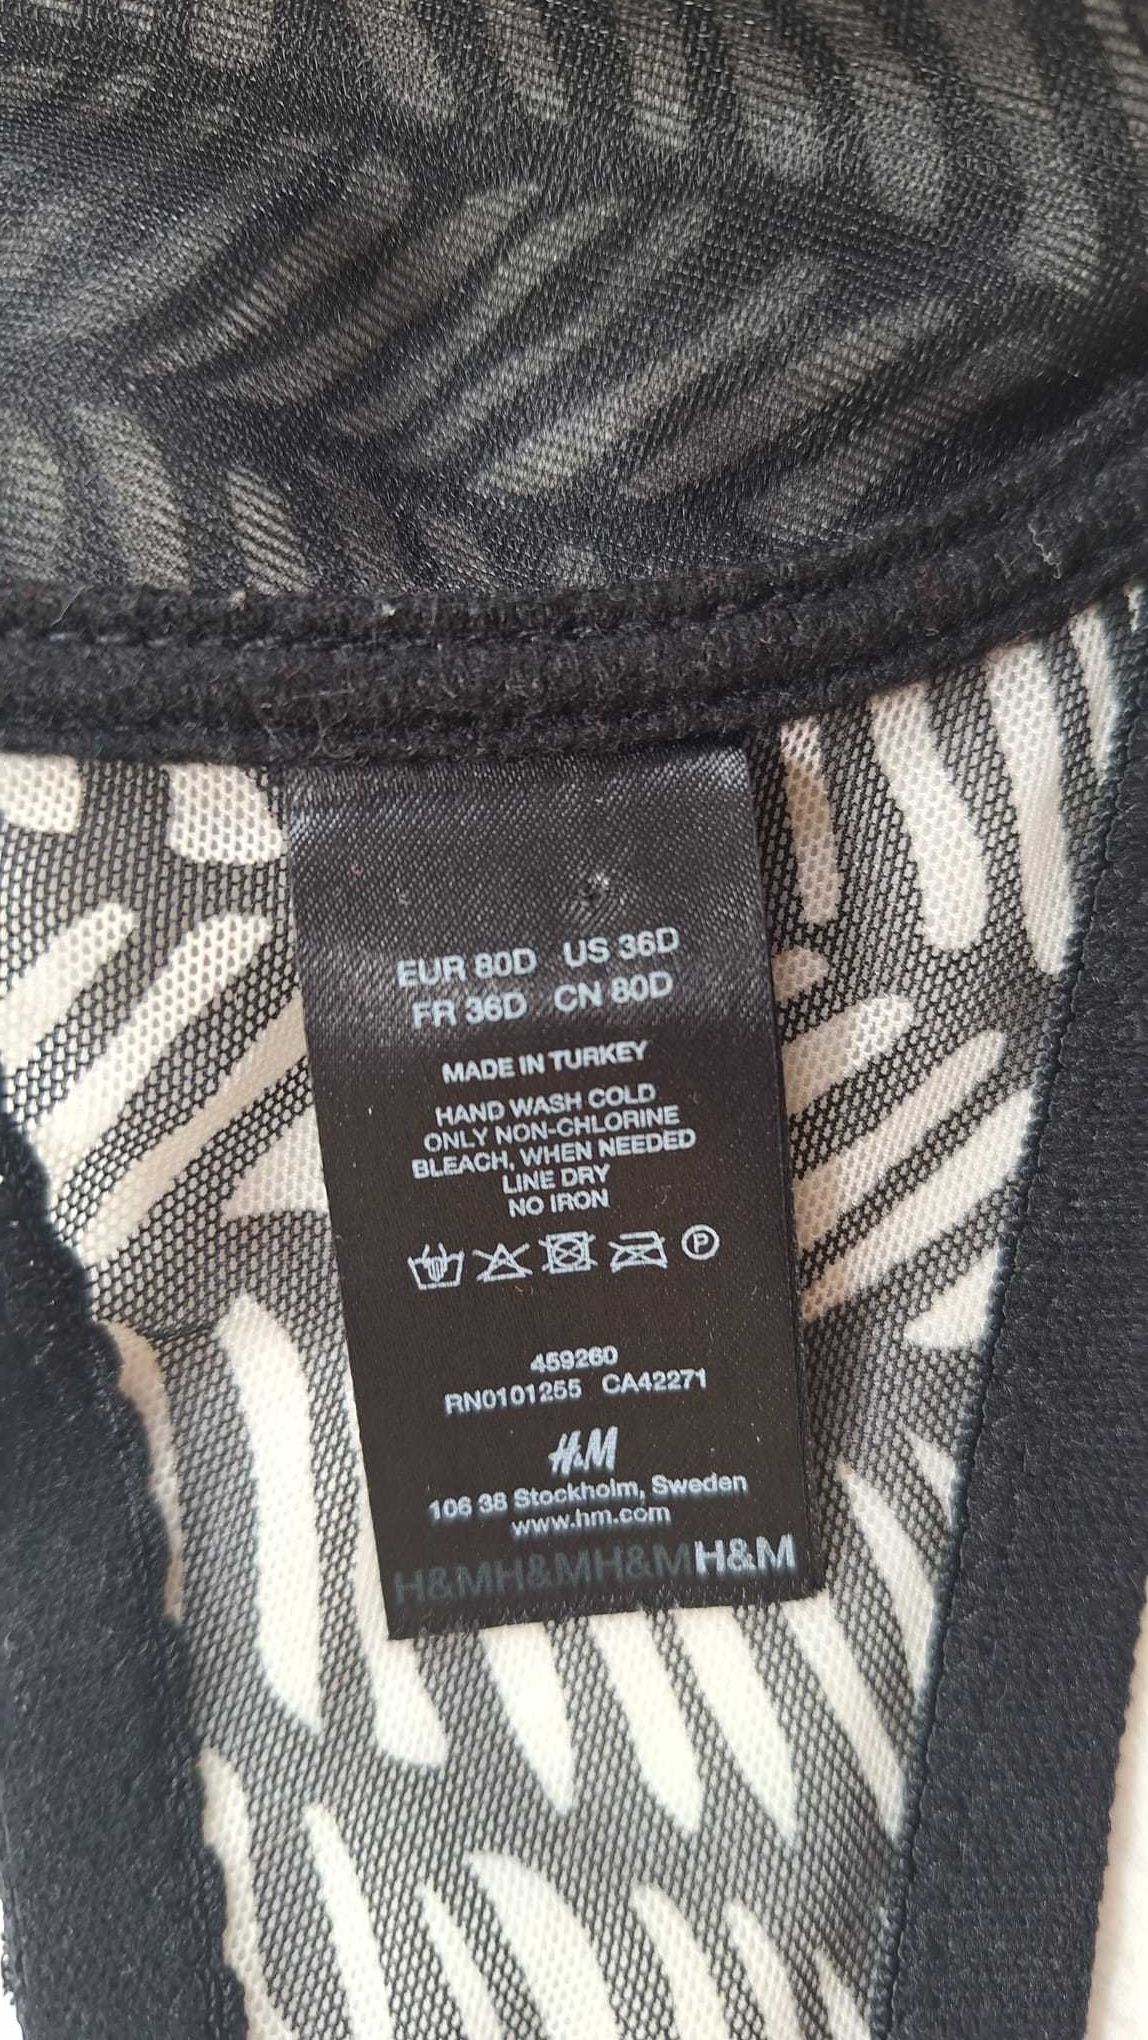 EUR 80D US 36D
FR 36D CN 80D
MADE IN TURKEY
HAND WASH COLD
ONLY NON-CHLORINE
BLEACH, WHEN NEEDED
LINE DRY
NO IRON
P
459260
RN0101255 CA42271
H&M
106 38 Stockholm, Sweden
www.hm.com
H&MH&MH&MH&M